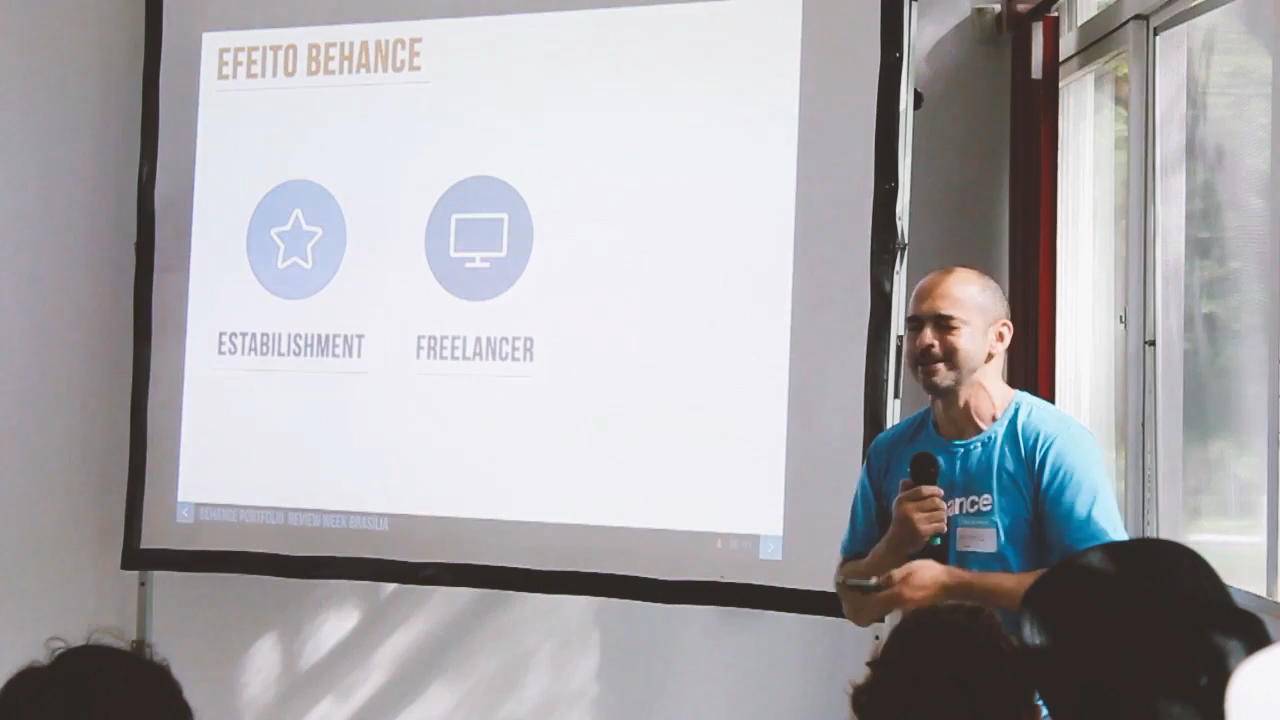 EFEITO BEHANCE
ESTABILISHMENT
FREELANCER
BEHANCE PORTFOLIO REVIEW WEEK BRASILIA
ance